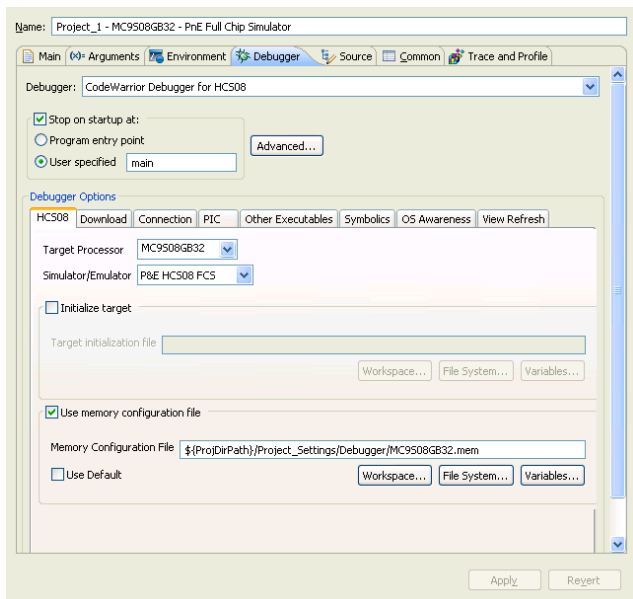 Name: Project_1 - MC9S08GB32 - PnE Full Chip Simulator
Main (x)= Arguments Environment Debugger Source Common Trace and Profile
Debugger: CodeWarrior Debugger for HCS08
Stop on startup at:
Program entry point
User specified main
Advanced...
Debugger Options
HCS08 Download Connection PIC Other Executables Symbolics OS Awareness View Refresh
Target Processor MC9S08GB32
Simulator/Emulator P&E HCS08 FCS
Initialize target
Target initialization file
Workspace... File System... Variables...
Use memory configuration file
Memory Configuration File ${ProjDirPath}/Project_Settings/Debugger/MC9S08GB32.mem
Use Default Workspace... File System... Variables...
Apply Revert